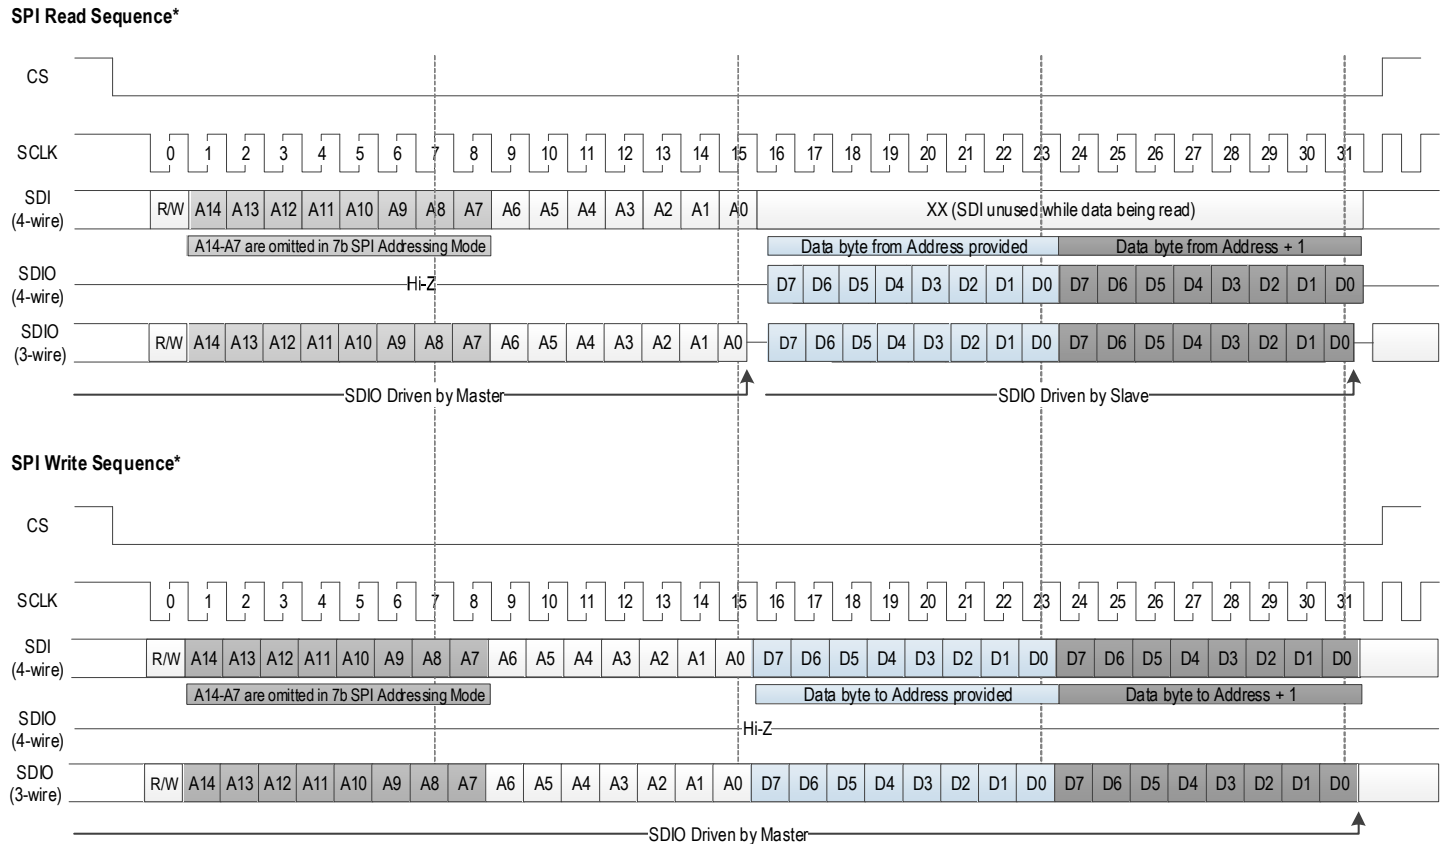 SPI Read Sequence*
CS
SCLK 0 1 2 3 4 5 6 7 8 9 10 11 12 13 14 15 16 17 18 19 20 21 22 23 24 25 26 27 28 29 30 31
SDI
(4-wire)
R/W A14 A13 A12 A11 A10 A9 A8 A7 A6 A5 A4 A3 A2 A1 A0 XX (SDI unused while data being read)
A14-A7 are omitted in 7b SPI Addressing Mode Data byte from Address provided Data byte from Address + 1
SDIO
(4-wire)
Hi-Z D7 D6 D5 D4 D3 D2 D1 D0 D7 D6 D5 D4 D3 D2 D1 D0
SDIO
(3-wire)
R/W A14 A13 A12 A11 A10 A9 A8 A7 A6 A5 A4 A3 A2 A1 A0 D7 D6 D5 D4 D3 D2 D1 D0 D7 D6 D5 D4 D3 D2 D1 D0
SDIO Driven by Master SDIO Driven by Slave
SPI Write Sequence*
CS
SCLK 0 1 2 3 4 5 6 7 8 9 10 11 12 13 14 15 16 17 18 19 20 21 22 23 24 25 26 27 28 29 30 31
SDI
(4-wire)
R/W A14 A13 A12 A11 A10 A9 A8 A7 A6 A5 A4 A3 A2 A1 A0 D7 D6 D5 D4 D3 D2 D1 D0 D7 D6 D5 D4 D3 D2 D1 D0
A14-A7 are omitted in 7b SPI Addressing Mode Data byte to Address provided Data byte to Address + 1
SDIO
(4-wire)
Hi-Z
SDIO
(3-wire)
R/W A14 A13 A12 A11 A10 A9 A8 A7 A6 A5 A4 A3 A2 A1 A0 D7 D6 D5 D4 D3 D2 D1 D0 D7 D6 D5 D4 D3 D2 D1 D0
SDIO Driven by Master